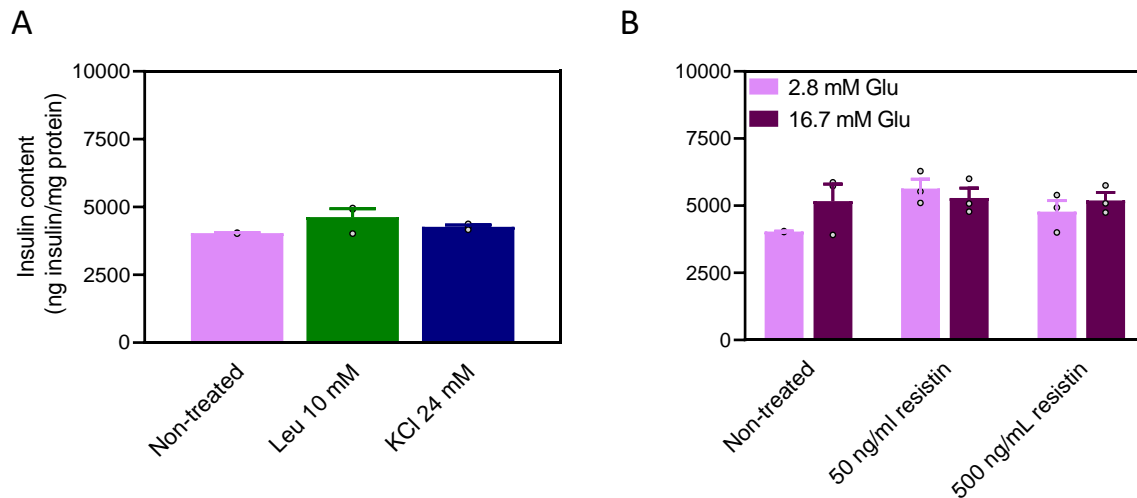 A
Insulin content
(ng insulin/mg protein)
10000
7500
5000
2500
0
Non-treated
Leu 10 mM
KCl 24 mM
B
2.8 mM Glu
16.7 mM Glu
10000
7500
5000
2500
0
Non-treated
50 ng/ml resistin
500 ng/mL resistin